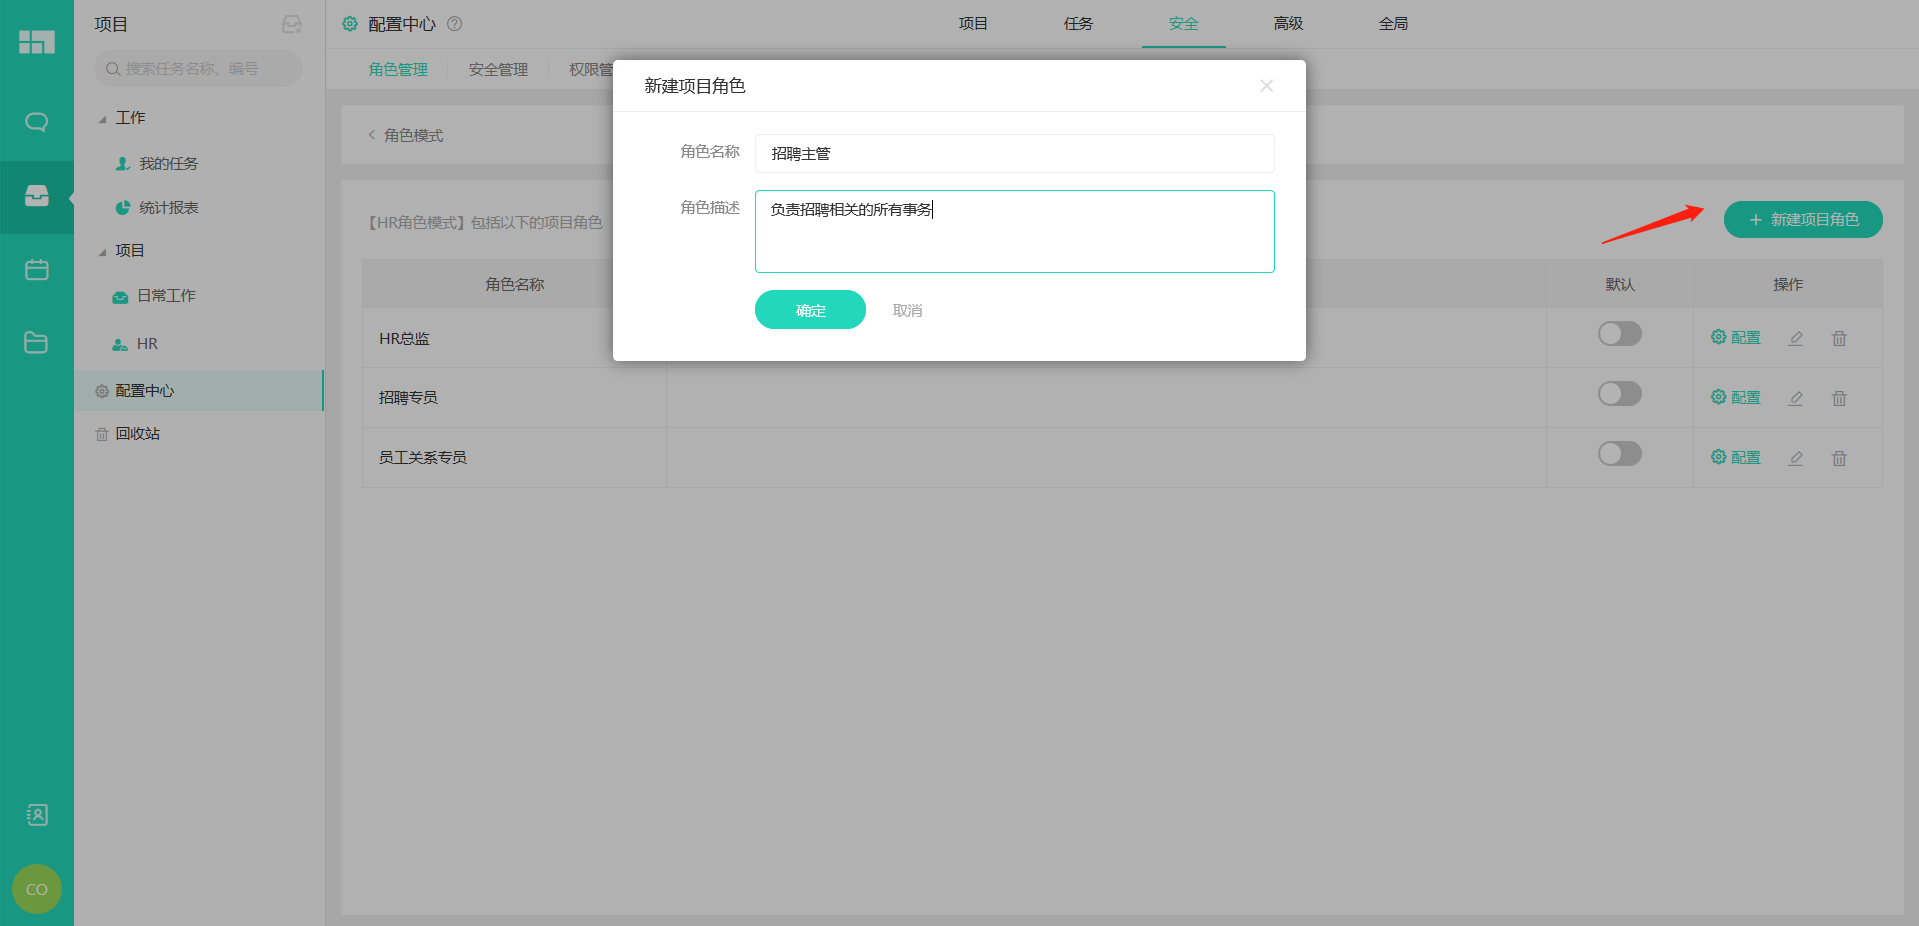 项目
搜索任务名称、编号
工作
我的任务
统计报表
项目
日常工作
HR
配置中心
回收站
CO
配置中心
项目
任务
安全
高级
全局
角色管理
安全管理
权限管
角色模式
【HR角色模式】包括以下的项目角色
新建项目角色
角色名称
默认
操作
HR总监
配置
招聘专员
配置
员工关系专员
配置
新建项目角色
角色名称
招聘主管
角色描述
负责招聘相关的所有事务
确定
取消